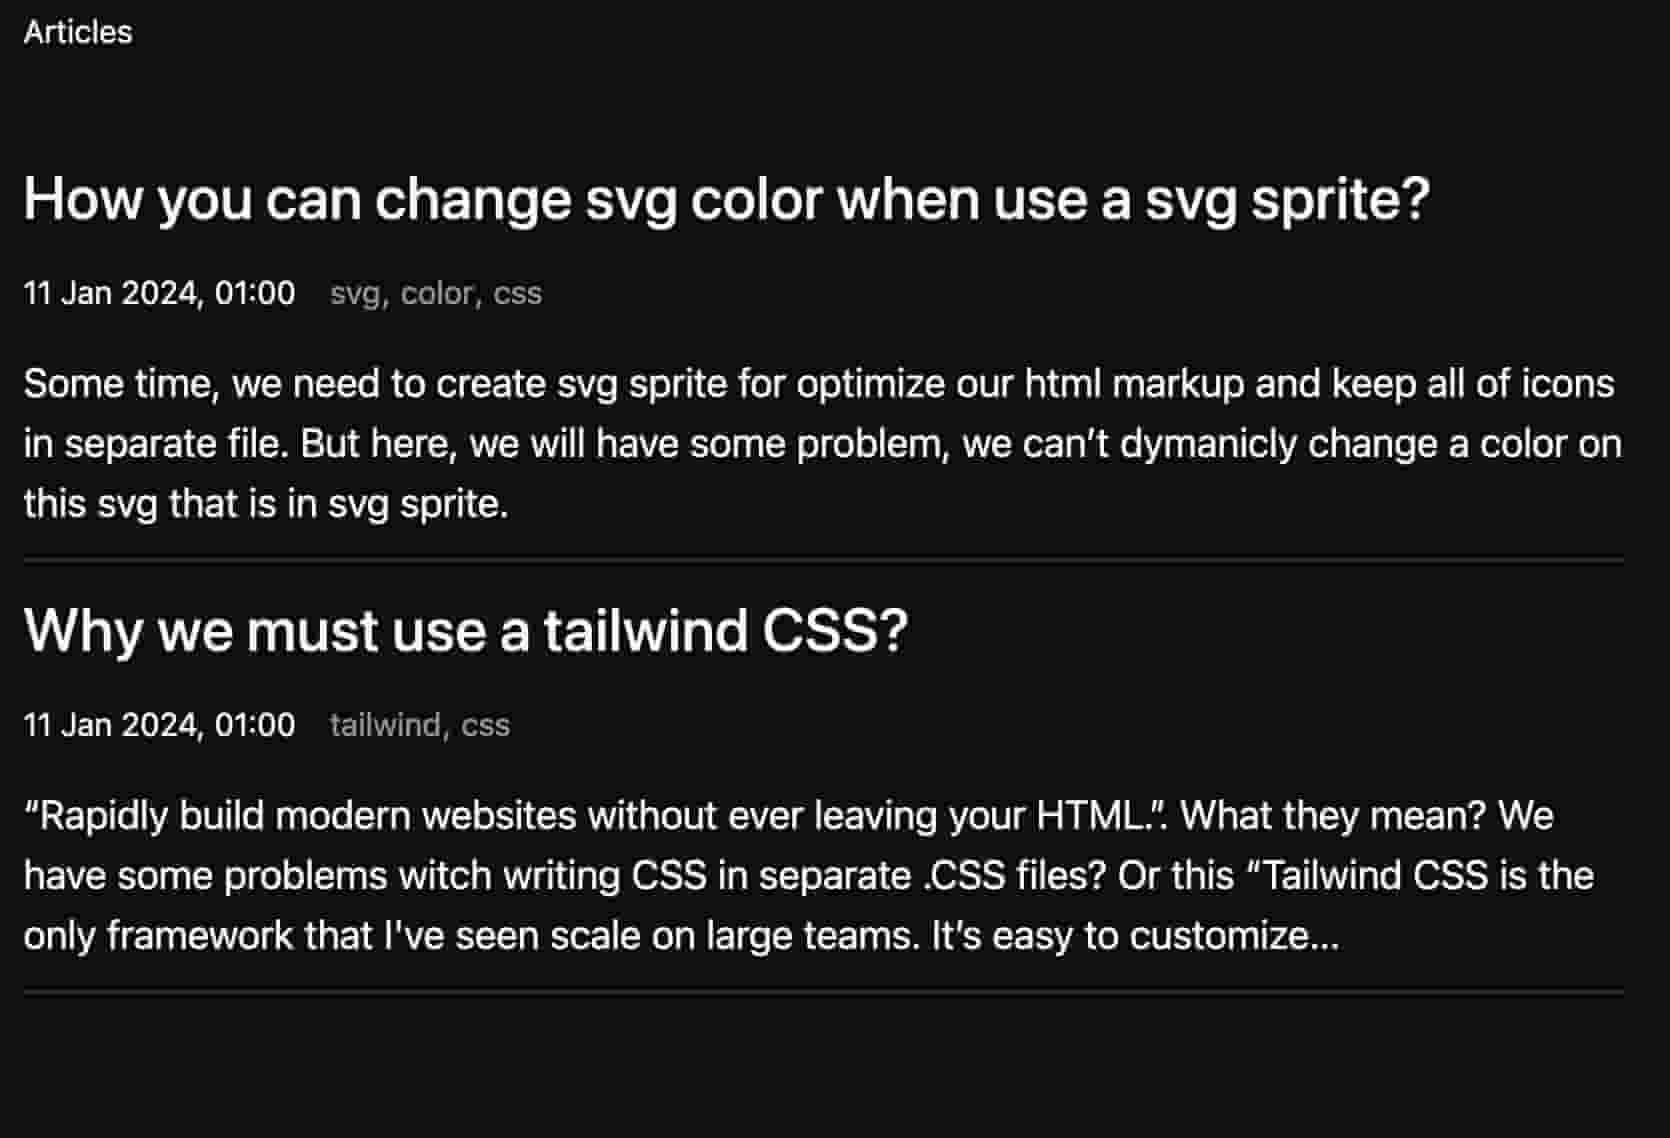 Articles
How you can change svg color when use a svg sprite?
11 Jan 2024, 01:00 svg, color, css
Some time, we need to create svg sprite for optimize our html markup and keep all of icons
in separate file. But here, we will have some problem, we can’t dymanicly change a color on
this svg that is in svg sprite.
Why we must use a tailwind CSS?
11 Jan 2024, 01:00 tailwind, css
“Rapidly build modern websites without ever leaving your HTML.”. What they mean? We
have some problems witch writing CSS in separate .CSS files? Or this “Tailwind CSS is the
only framework that I've seen scale on large teams. It’s easy to customize...